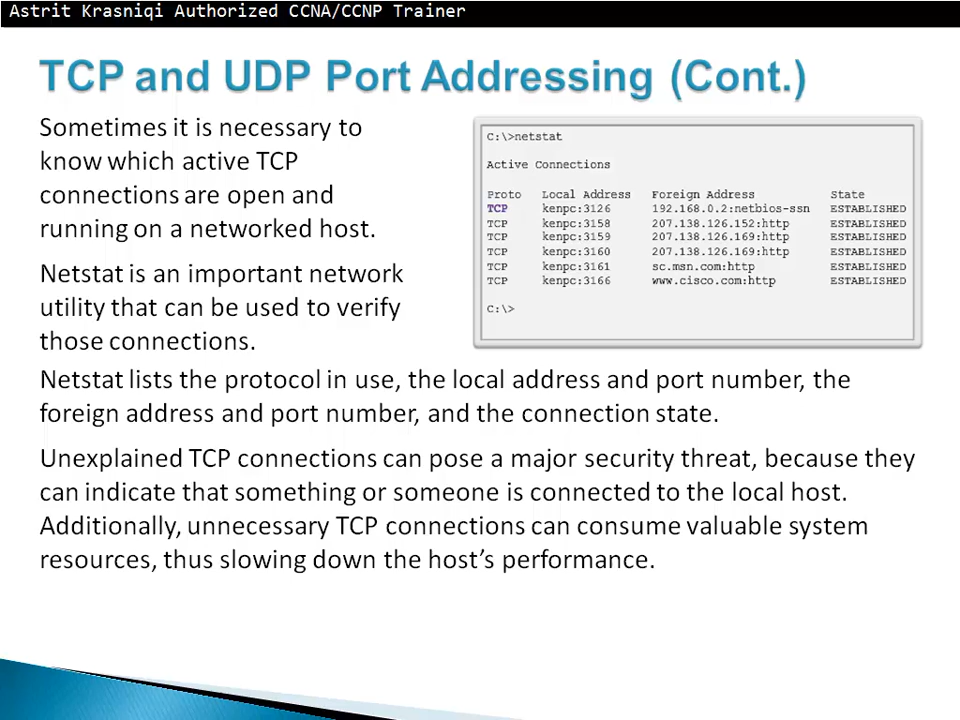 Astrit Krasniqi Authorized CCNA/CCNP Trainer
TCP and UDP Port Addressing (Cont.)
Sometimes it is necessary to
know which active TCP
connections are open and
running on a networked host.
Netstat is an important network
utility that can be used to verify
those connections.
C:\>netstat
Active Connections
Proto Local Address Foreign Address State
TCP kenpc:3126 192.168.0.2:netbios-ssn ESTABLISHED
TCP kenpc:3158 207.138.126.152:http ESTABLISHED
TCP kenpc:3159 207.138.126.169:http ESTABLISHED
TCP kenpc:3160 207.138.126.169:http ESTABLISHED
TCP kenpc:3161 sc.msn.com:http ESTABLISHED
TCP kenpc:3166 www.cisco.com:http ESTABLISHED
C:\>
Netstat lists the protocol in use, the local address and port number, the
foreign address and port number, and the connection state.
Unexplained TCP connections can pose a major security threat, because they
can indicate that something or someone is connected to the local host.
Additionally, unnecessary TCP connections can consume valuable system
resources, thus slowing down the host’s performance.